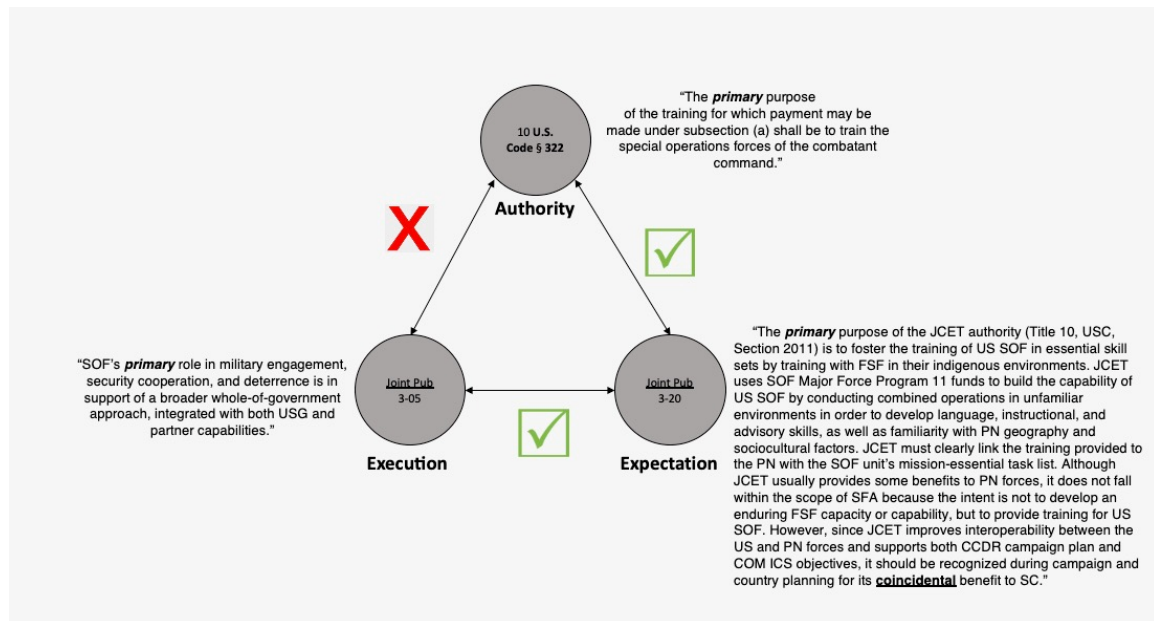 10 U.S.
Code § 322
Authority
“The primary purpose
of the training for which payment may be
made under subsection (a) shall be to train the
special operations forces of the combatant
command.”
X
“SOF’s primary role in military engagement,
security cooperation, and deterrence is in
support of a broader whole-of-government
approach, integrated with both USG and
partner capabilities.”
Joint Pub
3-05
Execution
Joint Pub
3-20
Expectation
“The primary purpose of the JCET authority (Title 10, USC,
Section 2011) is to foster the training of US SOF in essential skill
sets by training with FSF in their indigenous environments. JCET
uses SOF Major Force Program 11 funds to build the capability of
US SOF by conducting combined operations in unfamiliar
environments in order to develop language, instructional, and
advisory skills, as well as familiarity with PN geography and
sociocultural factors. JCET must clearly link the training provided to
the PN with the SOF unit’s mission-essential task list. Although
JCET usually provides some benefits to PN forces, it does not fall
within the scope of SFA because the intent is not to develop an
enduring FSF capacity or capability, but to provide training for US
SOF. However, since JCET improves interoperability between the
US and PN forces and supports both CCDR campaign plan and
COM ICS objectives, it should be recognized during campaign and
country planning for its coincidental benefit to SC.”